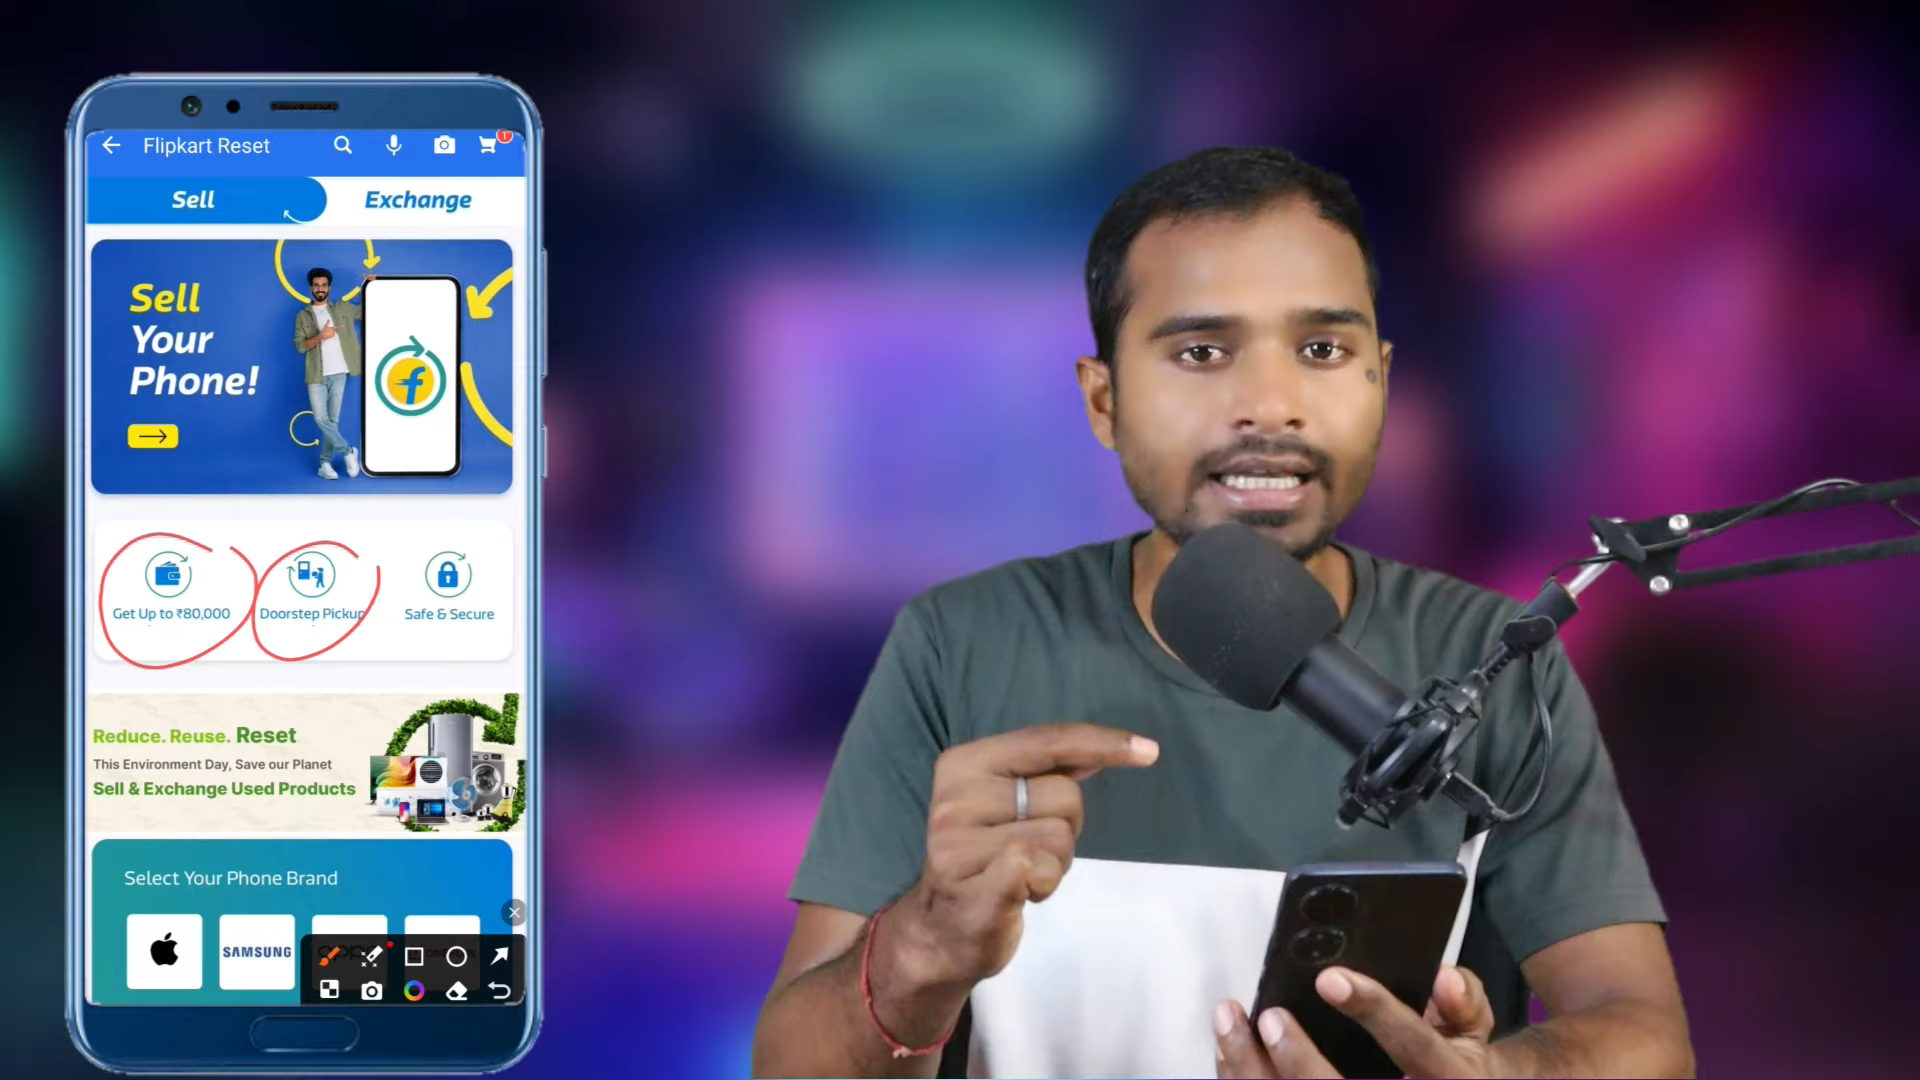 Flipkart Reset
1
Sell
Exchange
Sell
Your
Phone!
Get Up to ₹80,000
Doorstep Pickup
Safe & Secure
Reduce. Reuse. Reset
This Environment Day, Save our Planet
Sell & Exchange Used Products
Select Your Phone Brand
SAMSUNG